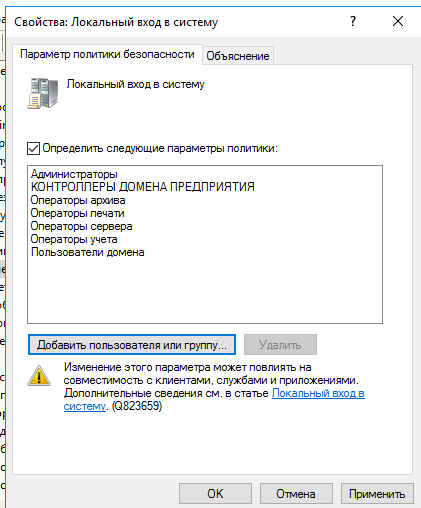 Свойства: Локальный вход в систему
?
Параметр политики безопасности
Объяснение
Локальный вход в систему
Определить следующие параметры политики:
Администраторы
КОНТРОЛЛЕРЫ ДОМЕНА ПРЕДПРИЯТИЯ
Операторы архива
Операторы печати
Операторы сервера
Операторы учета
Пользователи домена
Добавить пользователя или группу...
Удалить
Изменение этого параметра может повлиять на
совместимость с клиентами, службами и приложениями.
Дополнительные сведения см. в статье Локальный вход в
систему. (Q823659)
OK
Отмена
Применить